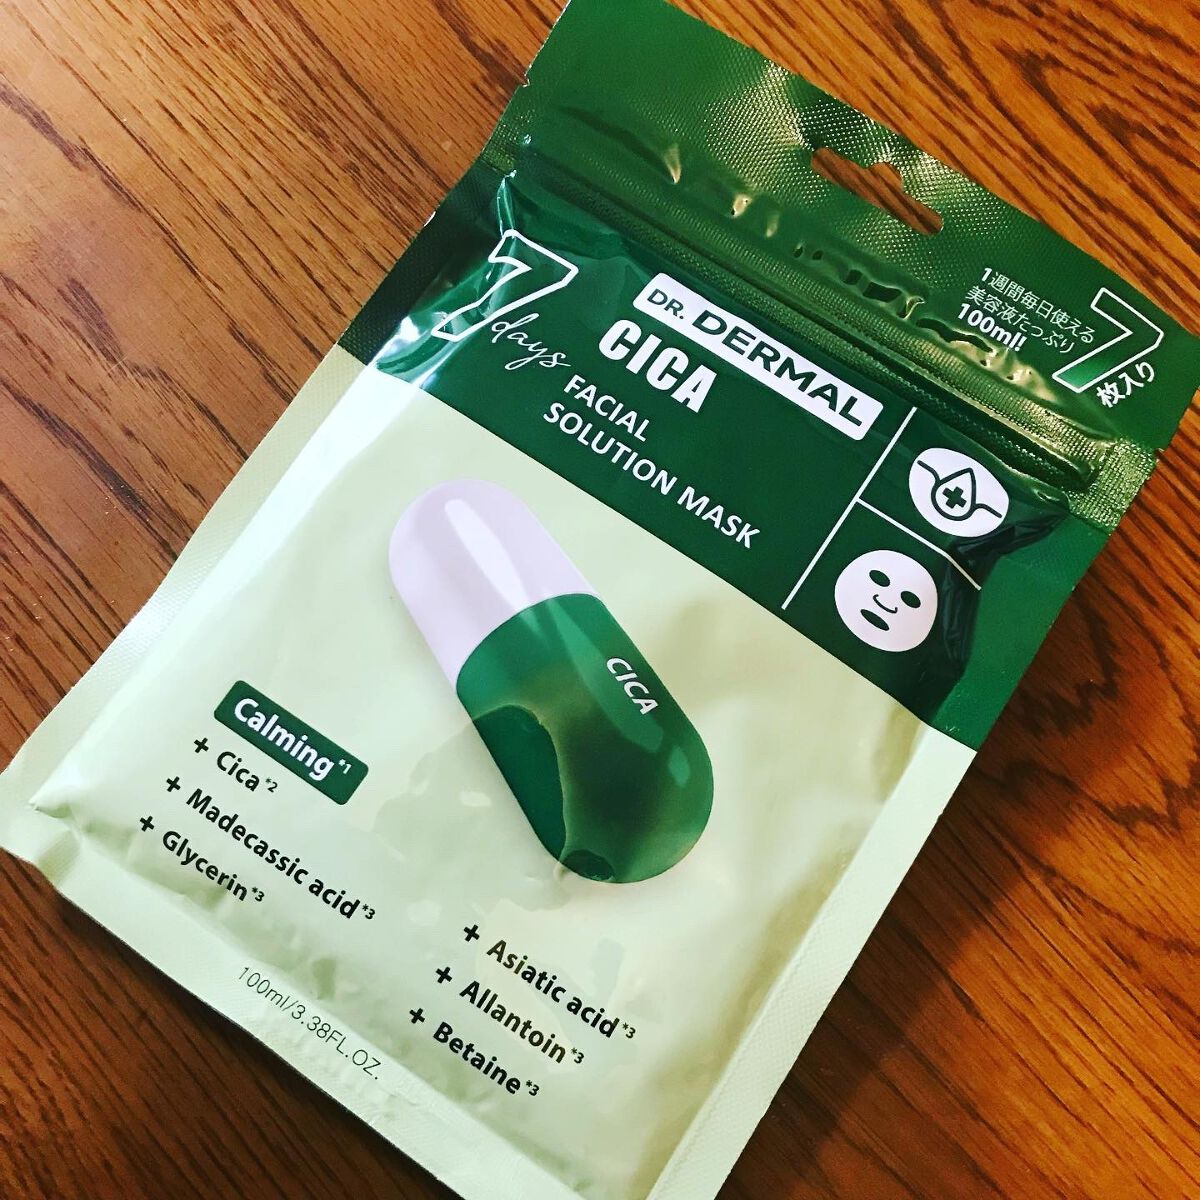 7
days
DR. DERMAL
CICA
FACIAL
SOLUTION MASK
1週間毎日使える
美容液たっぷり
100ml!
7
枚入り
CICA
Calming*1
+ Cica*2
+ Madecassic acid*3
+ Glycerin*3
+ Asiatic acid*3
+ Allantoin*3
+ Betaine*3
100ml/3.38FL.OZ.